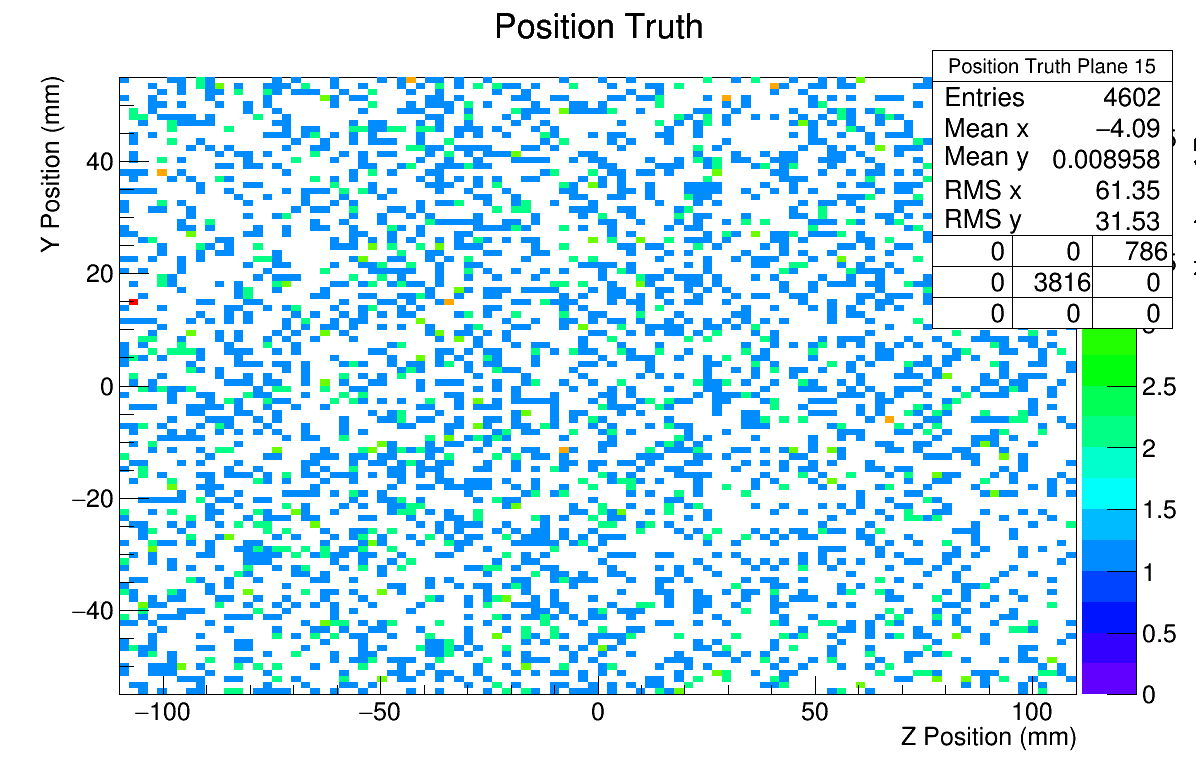 Position Truth
Y Position (mm)
Position Truth Plane 15
Entries 4602
Mean x −4.09
Mean y 0.008958
RMS x 61.35
RMS y 31.53
0 0 786
0 3816 0
0 0 0
40
20
0
−20
−40
2.5
2
1.5
1
0.5
0
−100 −50 0 50 100
Z Position (mm)